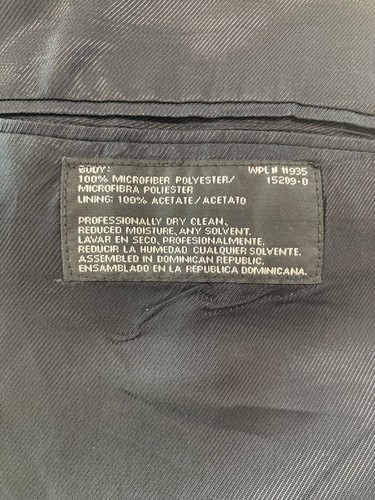 BODY: WPL# 11935
100% MICROFIBER POLYESTER/ 15209-0
MICROFIBRA POLIESTER
LINING: 100% ACETATE/ACETATO
PROFESSIONALLY DRY CLEAN,
REDUCED MOISTURE, ANY SOLVENT.
LAVAR EN SECO, PROFESIONALMENTE.
REDUCIR LA HUMEDAD CUALQUIER SOLVENTE.
ASSEMBLED IN DOMINICAN REPUBLIC.
ENSAMBLADO EN LA REPUBLICA DOMINICANA.